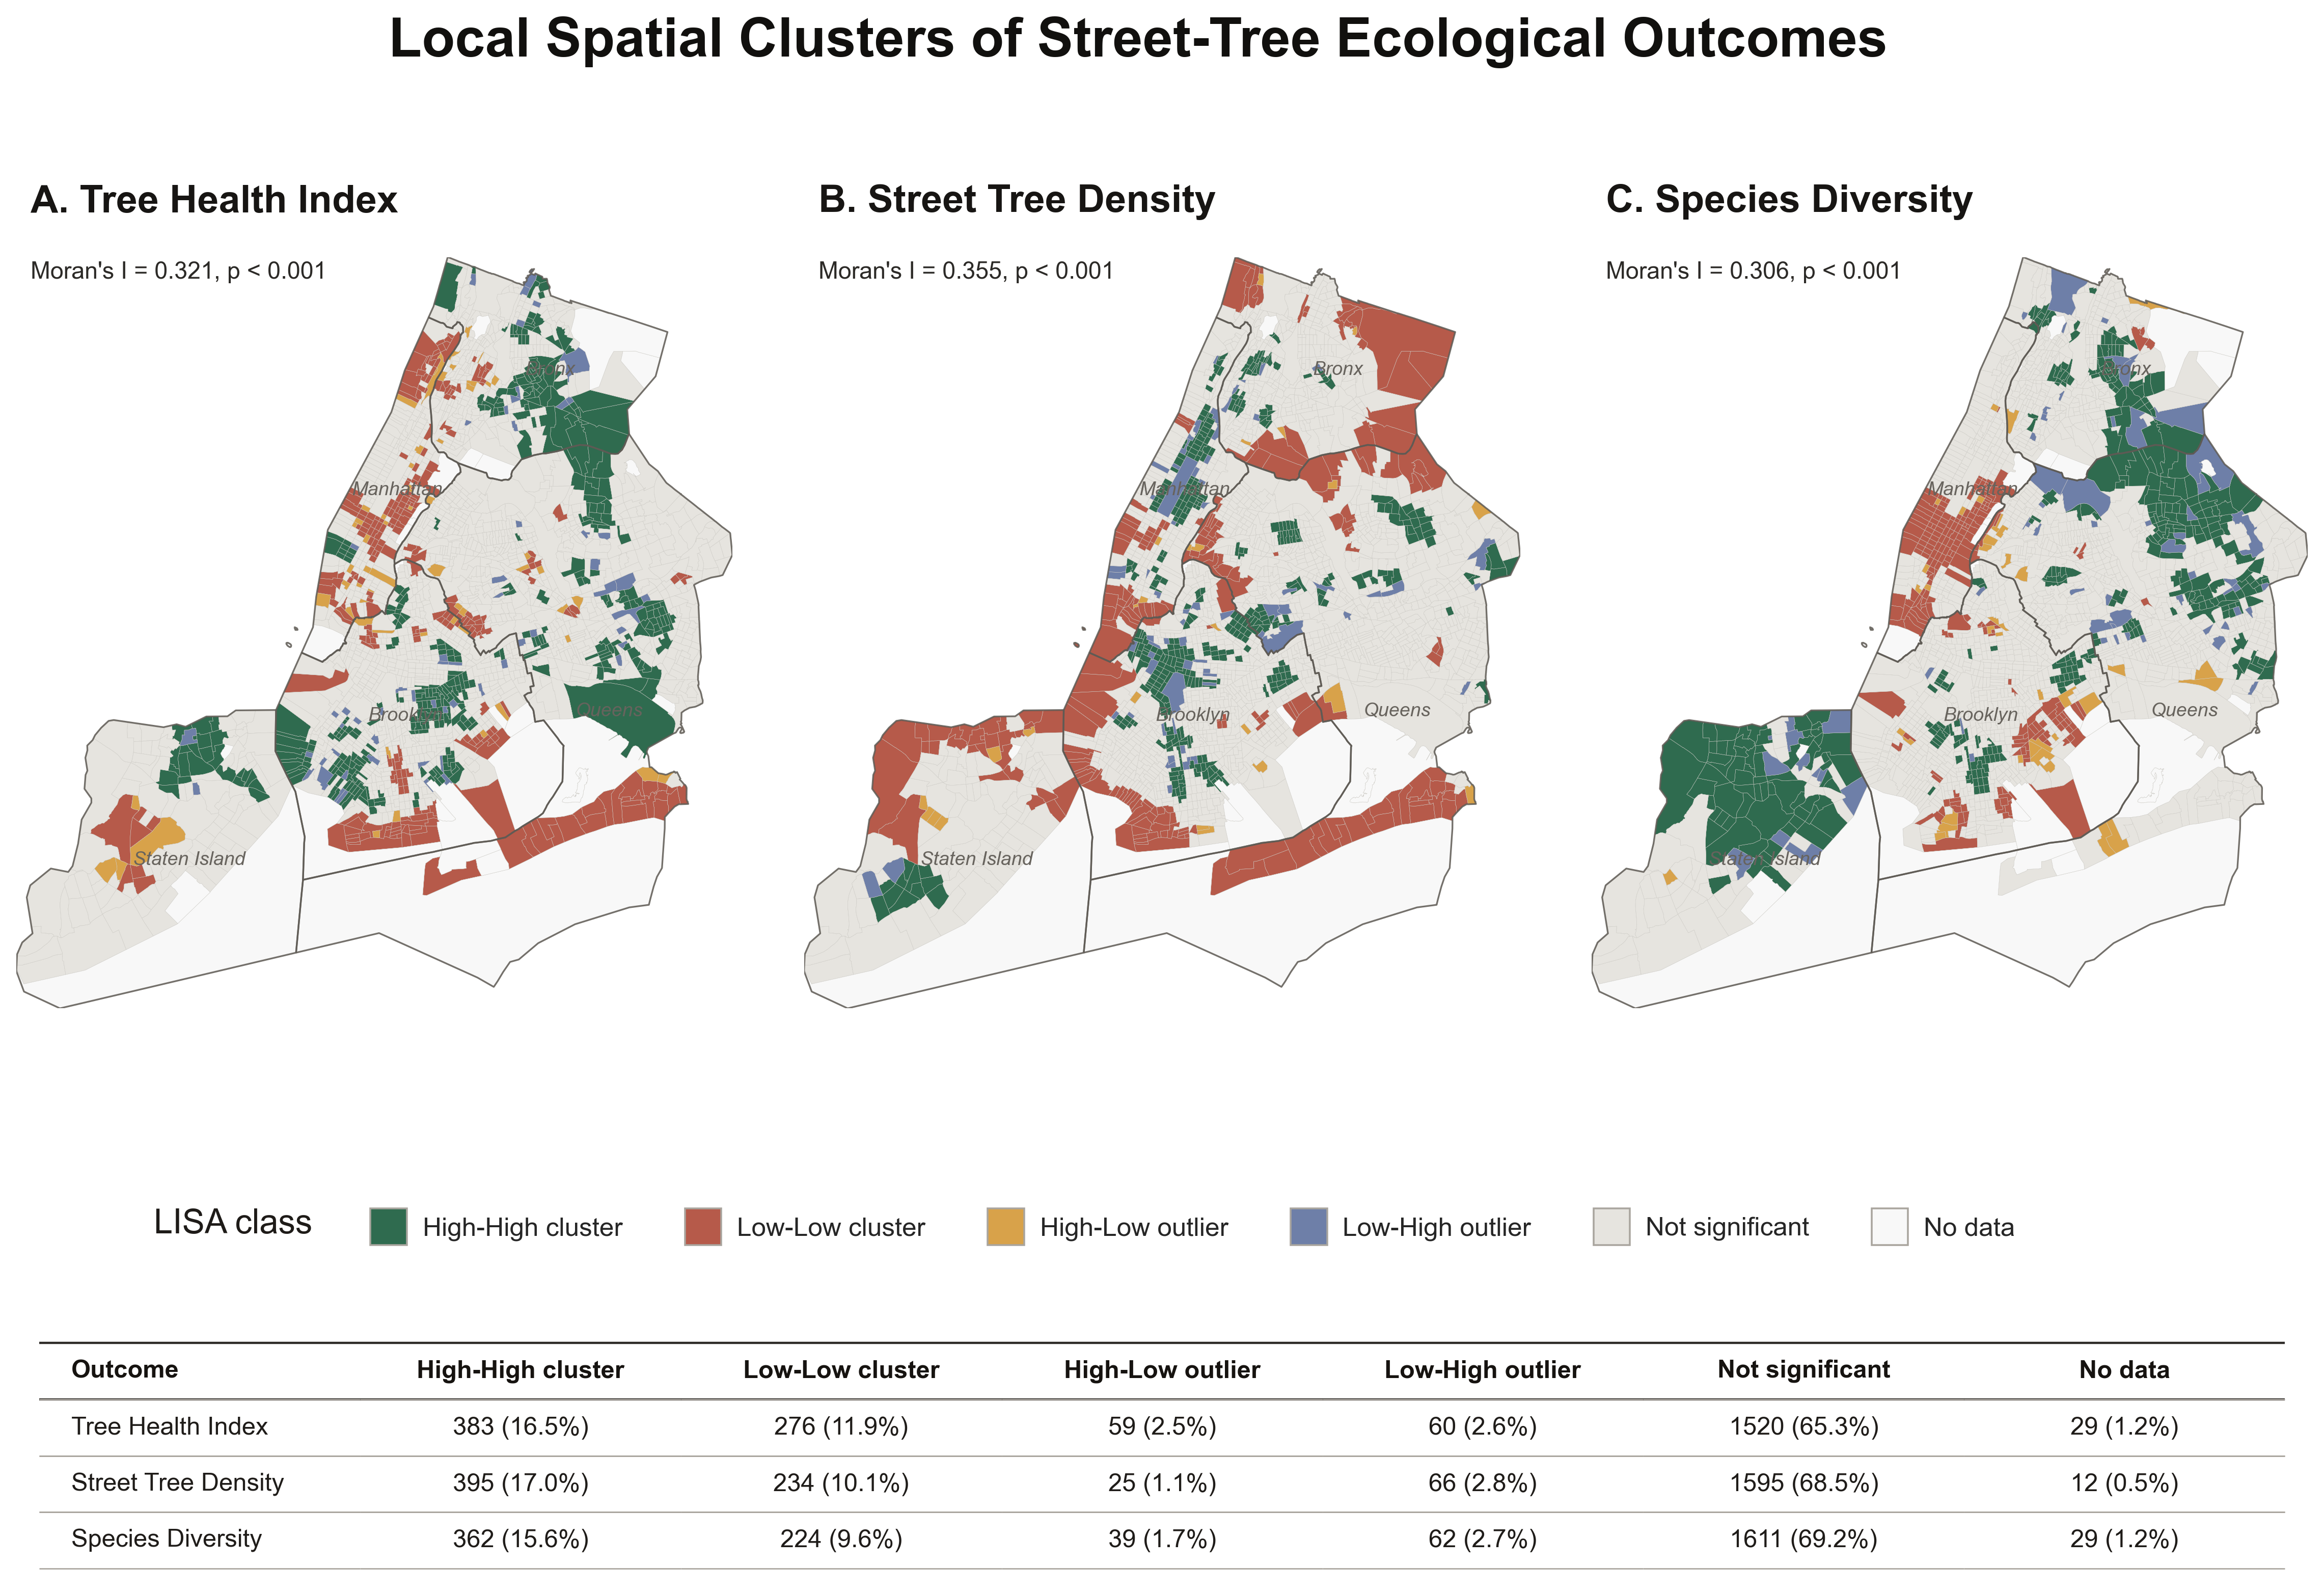 Local Spatial Clusters of Street-Tree Ecological Outcomes
A. Tree Health Index
Moran's I = 0.321, p < 0.001
Bronx
Manhattan
Brooklyn
Queens
Staten Island
B. Street Tree Density
Moran's I = 0.355, p < 0.001
Bronx
Manhattan
Brooklyn
Queens
Staten Island
C. Species Diversity
Moran's I = 0.306, p < 0.001
Bronx
Manhattan
Brooklyn
Queens
Staten Island
LISA class High-High cluster Low-Low cluster High-Low outlier Low-High outlier Not significant No data
Outcome High-High cluster Low-Low cluster High-Low outlier Low-High outlier Not significant No data
Tree Health Index 383 (16.5%) 276 (11.9%) 59 (2.5%) 60 (2.6%) 1520 (65.3%) 29 (1.2%)
Street Tree Density 395 (17.0%) 234 (10.1%) 25 (1.1%) 66 (2.8%) 1595 (68.5%) 12 (0.5%)
Species Diversity 362 (15.6%) 224 (9.6%) 39 (1.7%) 62 (2.7%) 1611 (69.2%) 29 (1.2%)